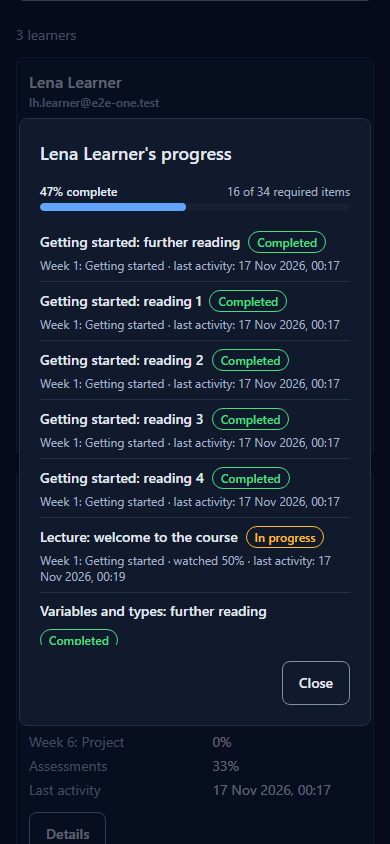 3 learners
Lena Learner
lh.learner@e2e-one.test
Lena Learner's progress
47% complete
16 of 34 required items
Getting started: further reading Completed
Week 1: Getting started · last activity: 17 Nov 2026, 00:17
Getting started: reading 1 Completed
Week 1: Getting started · last activity: 17 Nov 2026, 00:17
Getting started: reading 2 Completed
Week 1: Getting started · last activity: 17 Nov 2026, 00:17
Getting started: reading 3 Completed
Week 1: Getting started · last activity: 17 Nov 2026, 00:17
Getting started: reading 4 Completed
Week 1: Getting started · last activity: 17 Nov 2026, 00:17
Lecture: welcome to the course In progress
Week 1: Getting started · watched 50% · last activity: 17
Nov 2026, 00:19
Variables and types: further reading
Completed
Close
Week 6: Project 0%
Assessments 33%
Last activity 17 Nov 2026, 00:17
Details